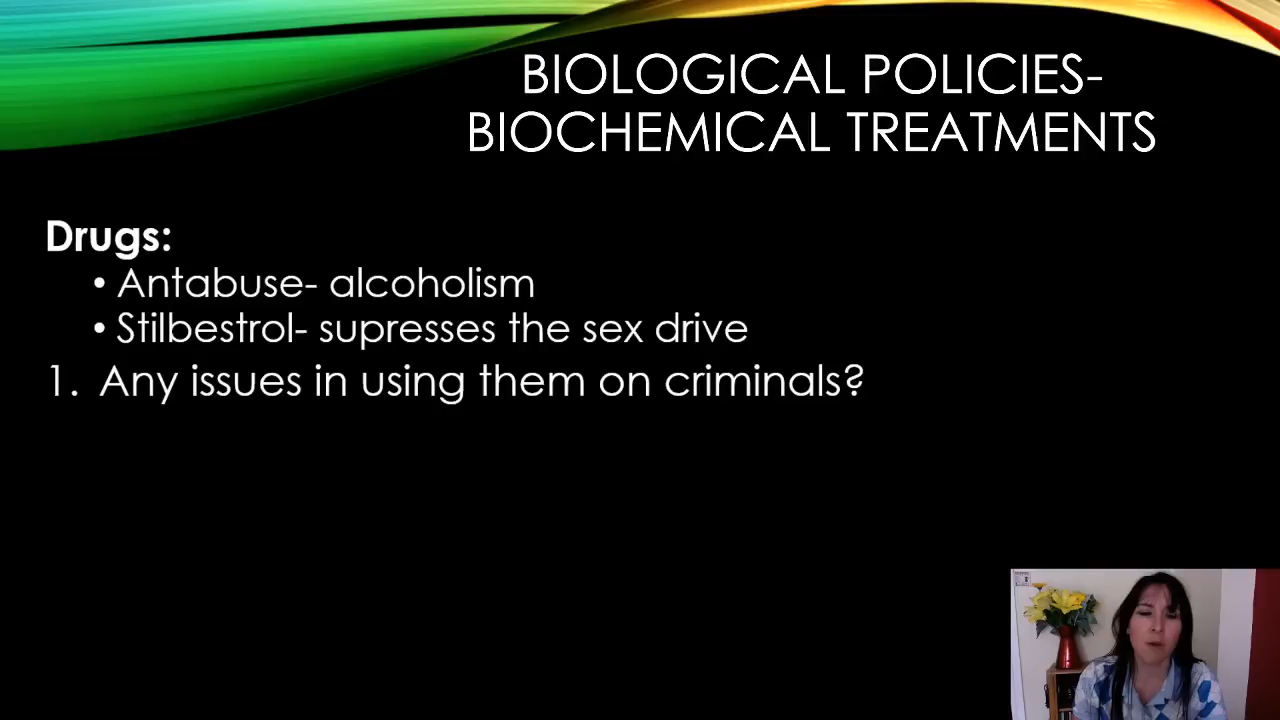 BIOLOGICAL POLICIES-
BIOCHEMICAL TREATMENTS
Drugs:
• Antabuse- alcoholism
• Stilbestrol- supresses the sex drive
1. Any issues in using them on criminals?